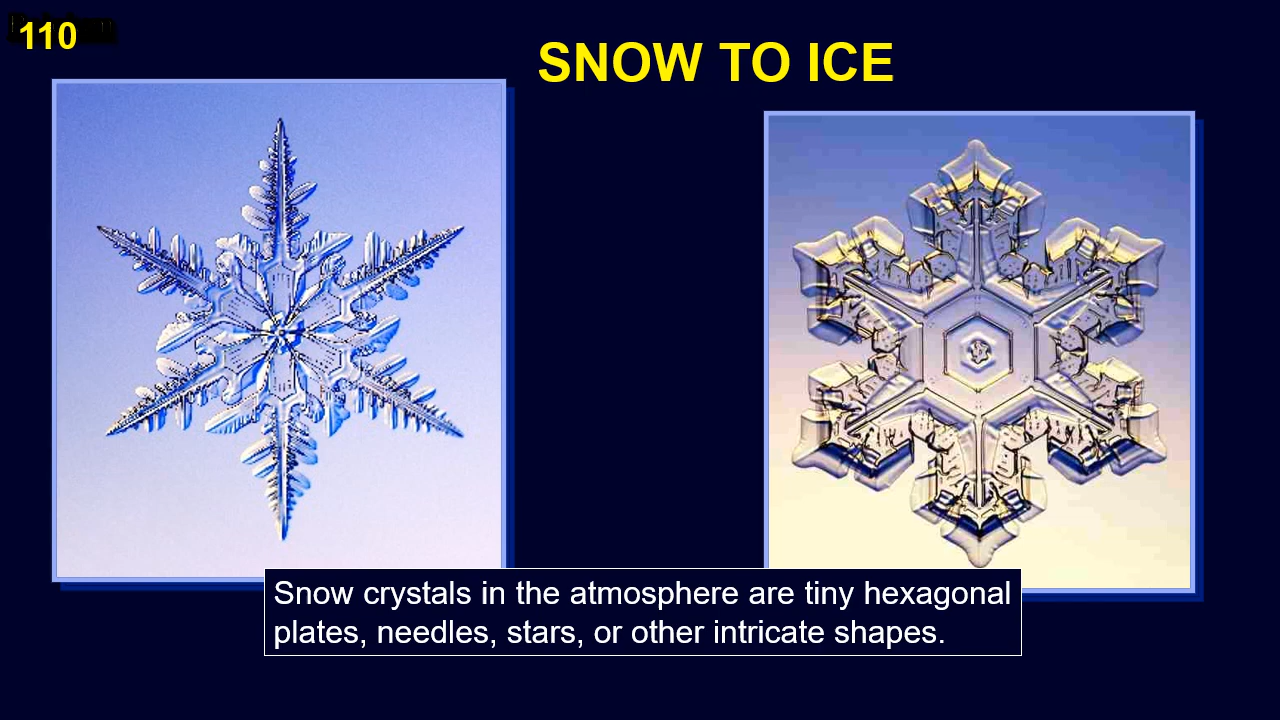 110
SNOW TO ICE
Snow crystals in the atmosphere are tiny hexagonal
plates, needles, stars, or other intricate shapes.